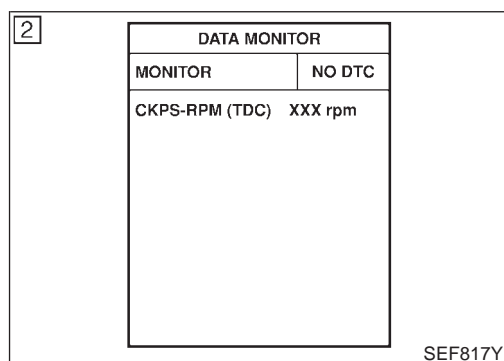 2
DATA MONITOR
MONITOR NO DTC
CKPS-RPM (TDC) XXX rpm
SEF817Y